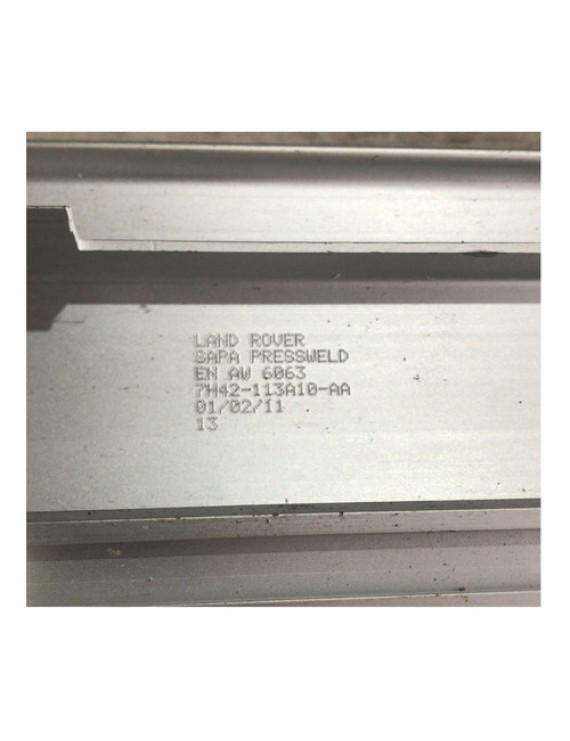 LAND ROVER
SAPA PRESSWELD
EN AW 6063
7H42-113A10-AA
01/02/11
13